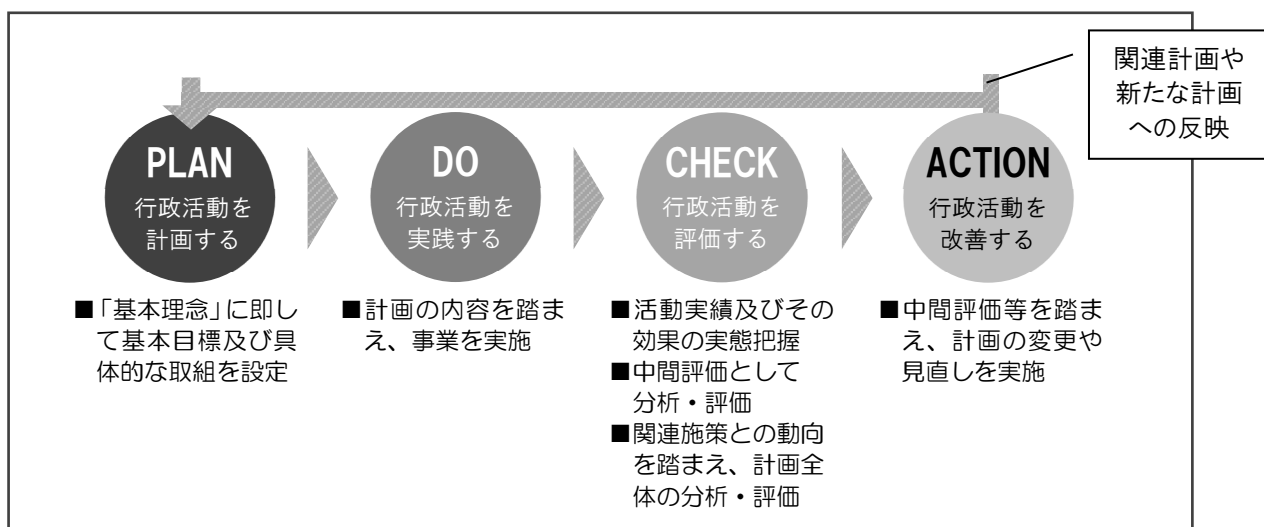 関連計画や
新たな計画
への反映
PLAN
行政活動を
計画する
DO
行政活動を
実践する
CHECK
行政活動を
評価する
ACTION
行政活動を
改善する
■「基本理念」に即し
て基本目標及び具
体的な取組を設定
■計画の内容を踏ま
え、事業を実施
■活動実績及びその
効果の実態把握
■中間評価として
分析・評価
■関連施策との動向
を踏まえ、計画全
体の分析・評価
■中間評価等を踏ま
え、計画の変更や
見直しを実施